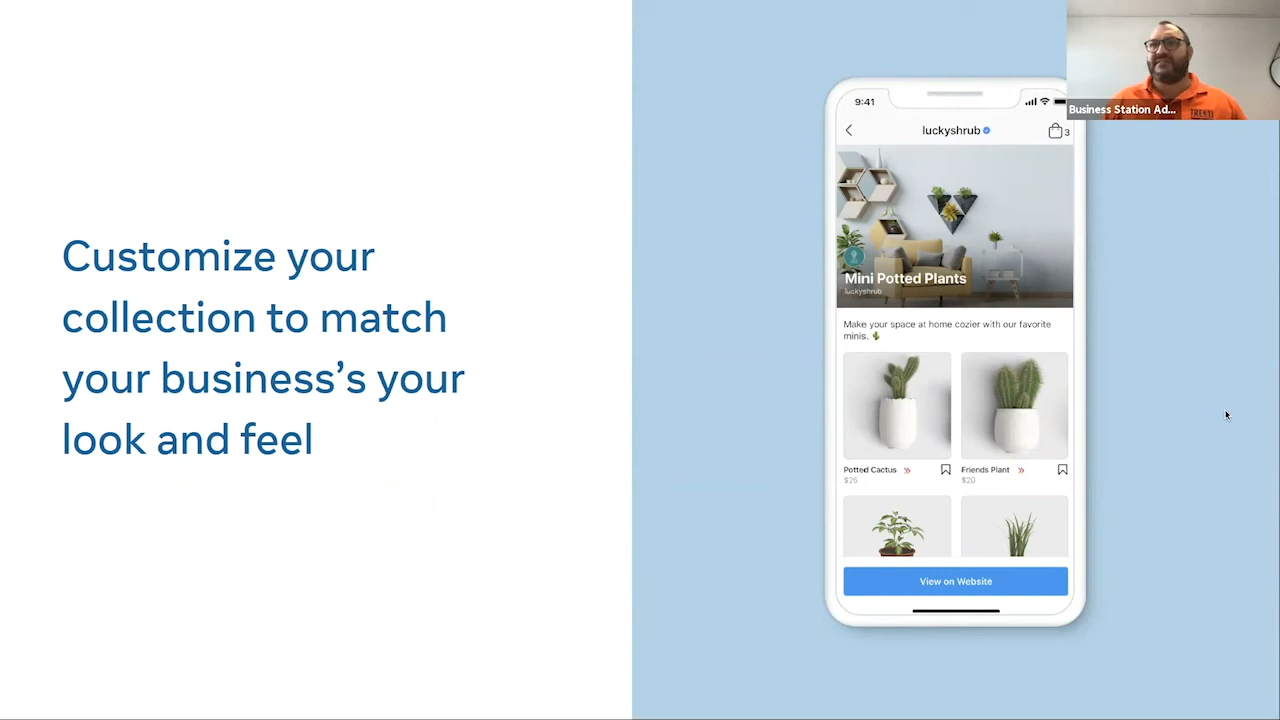 Customize your
collection to match
your business’s your
look and feel
9:41
luckyshrub
3
Mini Potted Plants
luckyshrub
Make your space at home cozier with our favorite
minis.
Potted Cactus
$25
Friends Plant
$20
View on Website
Business Station Ad...